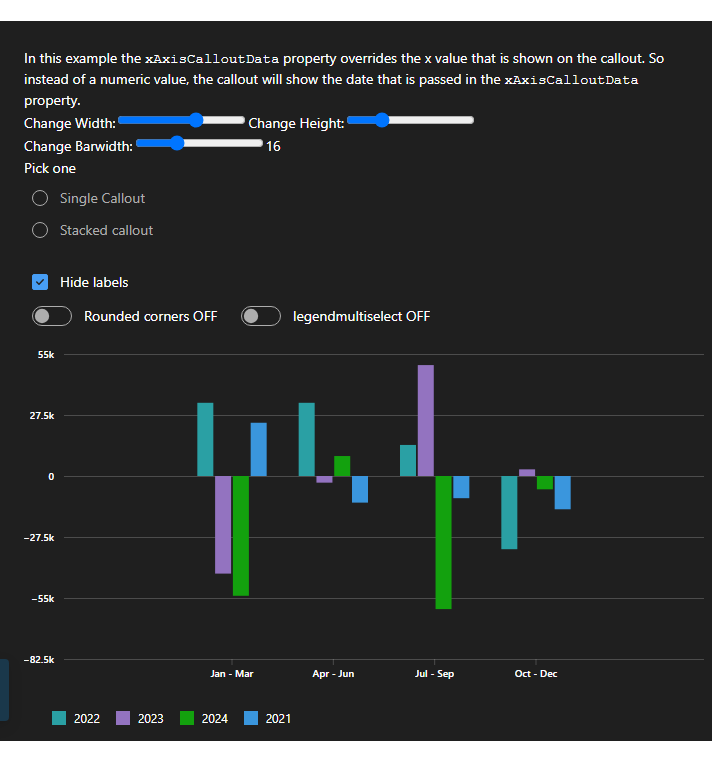 In this example the xAxisCalloutData property overrides the x value that is shown on the callout. So
instead of a numeric value, the callout will show the date that is passed in the xAxisCalloutData
property.
Change Width: Change Height:
Change Barwidth: 16
Pick one
Single Callout
Stacked callout
Hide labels
Rounded corners OFF legendmultiselect OFF
55k
27.5k
0
−27.5k
−55k
−82.5k
Jan - Mar Apr - Jun Jul - Sep Oct - Dec
2022 2023 2024 2021